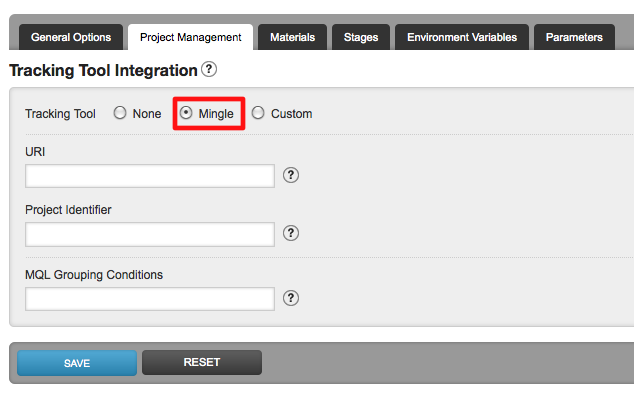 General Options Project Management Materials Stages Environment Variables Parameters
Tracking Tool Integration ?
Tracking Tool None Mingle Custom
URI
?
Project Identifier
?
MQL Grouping Conditions
?
SAVE RESET